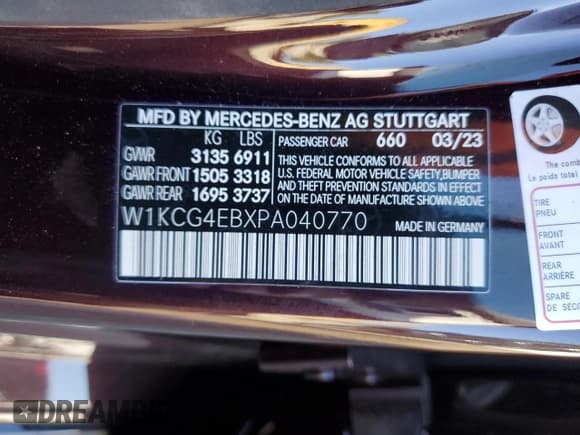 MFD BY MERCEDES-BENZ AG STUTTGART
KG LBS
GVWR 3135 6911
GAWR FRONT 1505 3318
GAWR REAR 1695 3737
PASSENGER CAR 660 03/23
THIS VEHICLE CONFORMS TO ALL APPLICABLE
U.S. FEDERAL MOTOR VEHICLE SAFETY,BUMPER
AND THEFT PREVENTION STANDARDS IN EFFECT
ON THE DATE OF MANUFACTURE SHOWN ABOVE.
W1KCG4EBXPA040770
MADE IN GERMANY
The comb
Le poids total
TIRE
PNEU
FRONT
AVANT
REAR
ARRIÈRE
SPARE
DE SECO